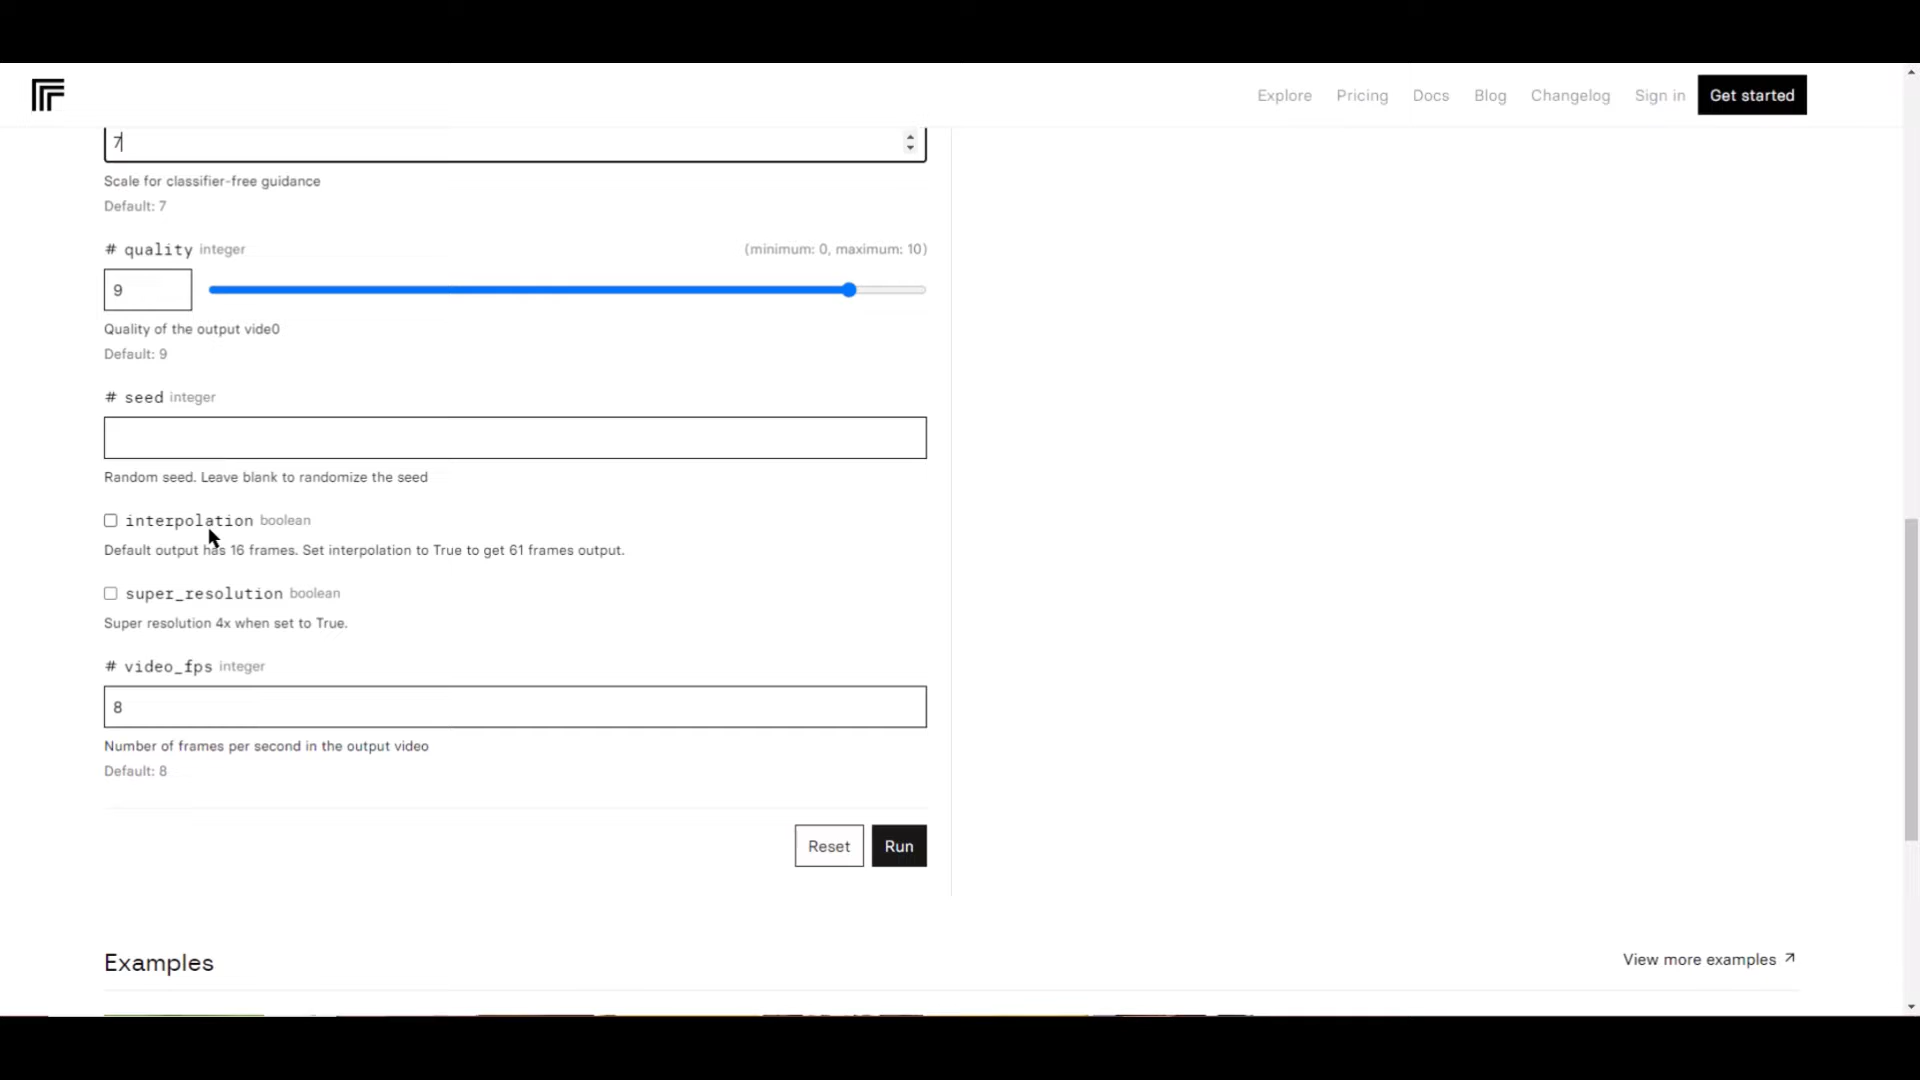 Explore Pricing Docs Blog Changelog Sign in Get started
7
Scale for classifier-free guidance
Default: 7
# quality integer (minimum: 0, maximum: 10)
9
Quality of the output vide0
Default: 9
# seed integer
Random seed. Leave blank to randomize the seed
interpolation boolean
Default output has 16 frames. Set interpolation to True to get 61 frames output.
super_resolution boolean
Super resolution 4x when set to True.
# video_fps integer
8
Number of frames per second in the output video
Default: 8
Reset Run
Examples View more examples